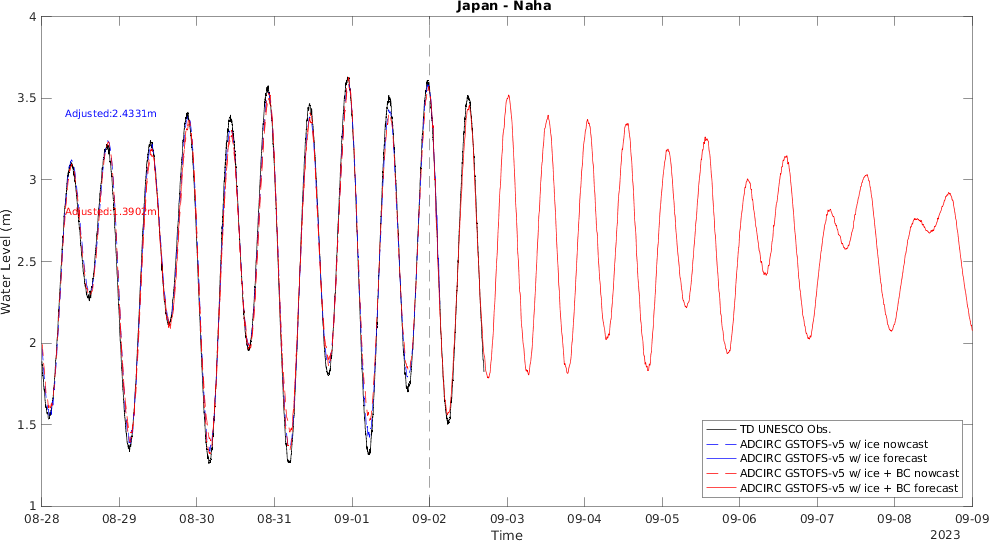 Japan - Naha
Water Level (m)
4
3.5
3
2.5
2
1.5
1
Adjusted:2.4331m
Adjusted:1.3902m
TD UNESCO Obs.
ADCIRC GSTOFS-v5 w/ ice nowcast
ADCIRC GSTOFS-v5 w/ ice forecast
ADCIRC GSTOFS-v5 w/ ice + BC nowcast
ADCIRC GSTOFS-v5 w/ ice + BC forecast
08-28 08-29 08-30 08-31 09-01 09-02 09-03 09-04 09-05 09-06 09-07 09-08 09-09
Time
2023